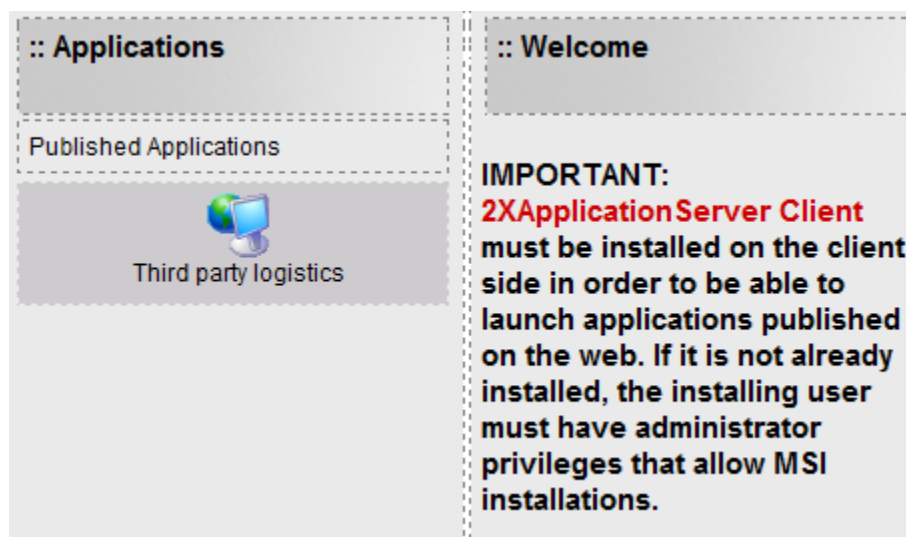 :: Applications
Published Applications
Third party logistics
:: Welcome
IMPORTANT:
2XApplicationServer Client
must be installed on the client
side in order to be able to
launch applications published
on the web. If it is not already
installed, the installing user
must have administrator
privileges that allow MSI
installations.